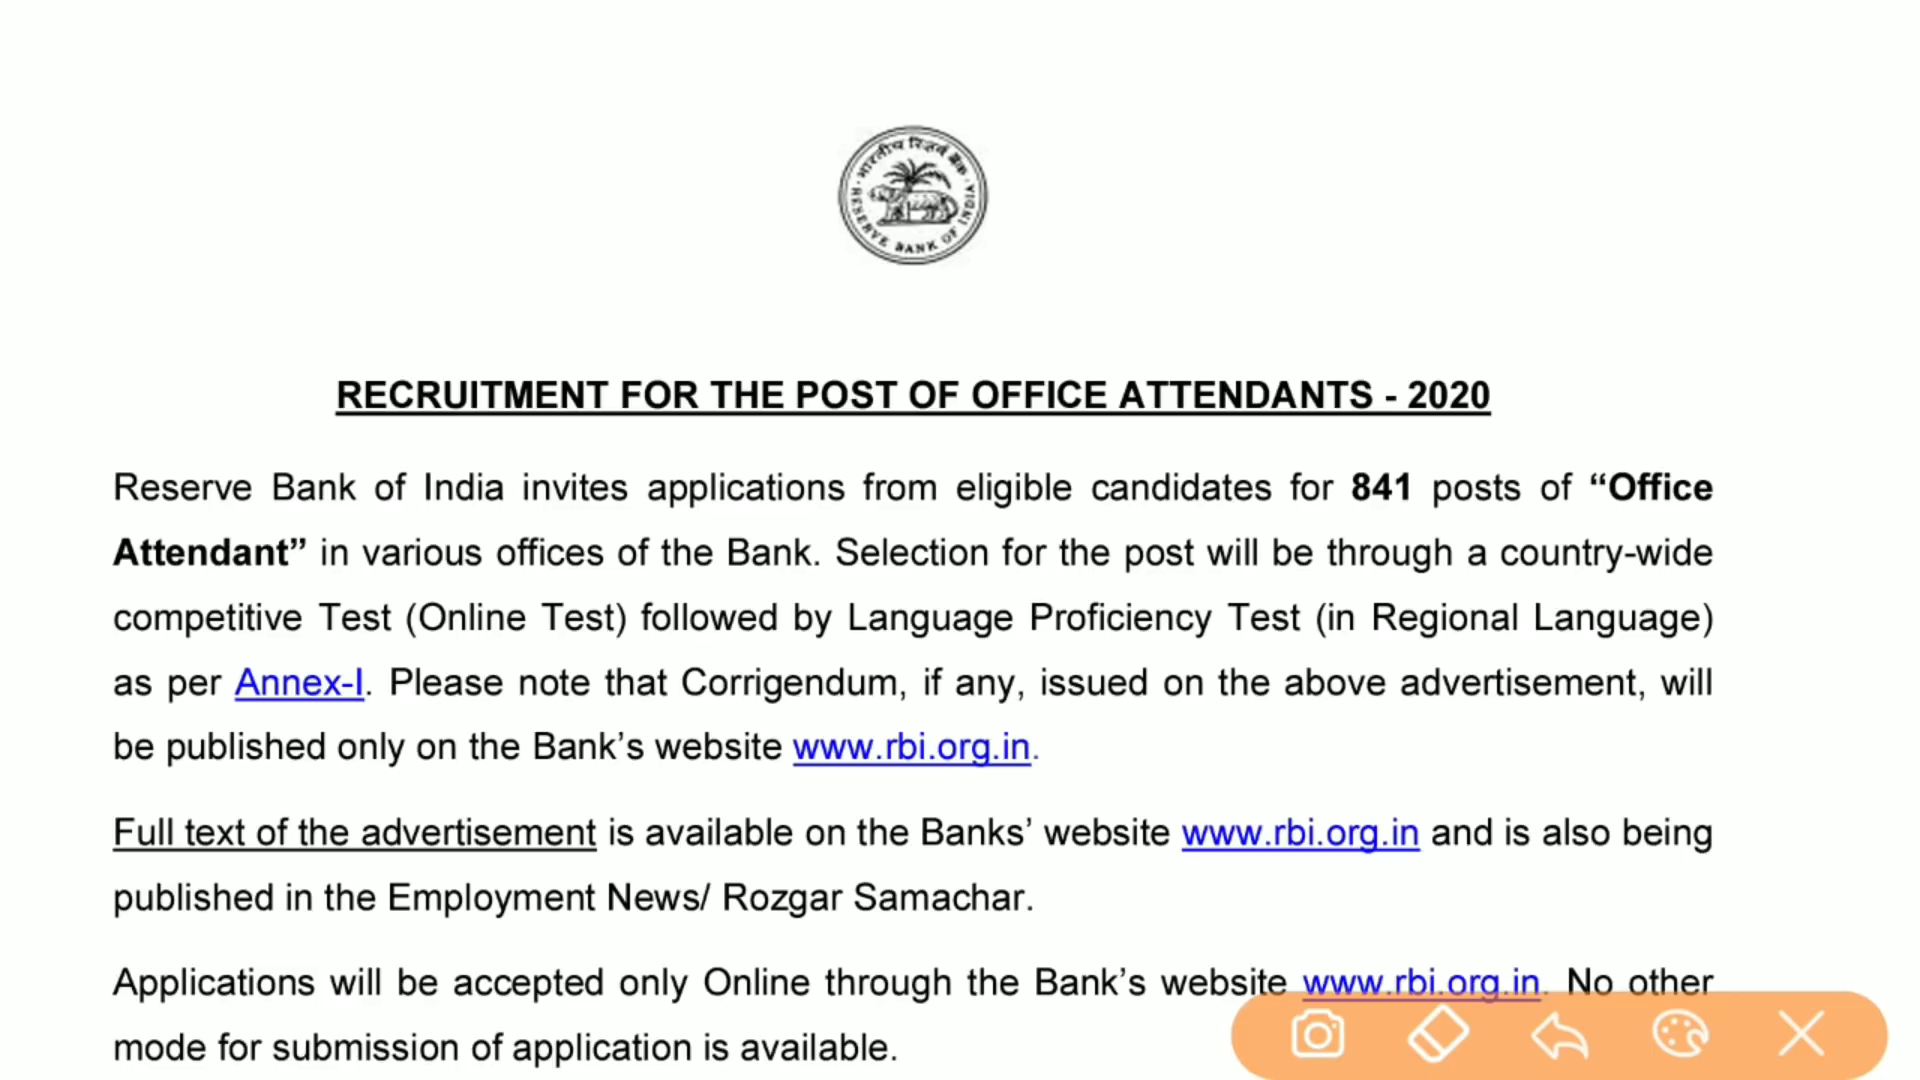 भारतीय रिज़र्व बैंक
RESERVE BANK OF INDIA
RECRUITMENT FOR THE POST OF OFFICE ATTENDANTS - 2020
Reserve Bank of India invites applications from eligible candidates for 841 posts of “Office
Attendant” in various offices of the Bank. Selection for the post will be through a country-wide
competitive Test (Online Test) followed by Language Proficiency Test (in Regional Language)
as per Annex-I. Please note that Corrigendum, if any, issued on the above advertisement, will
be published only on the Bank’s website www.rbi.org.in.
Full text of the advertisement is available on the Banks’ website www.rbi.org.in and is also being
published in the Employment News/ Rozgar Samachar.
Applications will be accepted only Online through the Bank’s website www.rbi.org.in. No other
mode for submission of application is available.